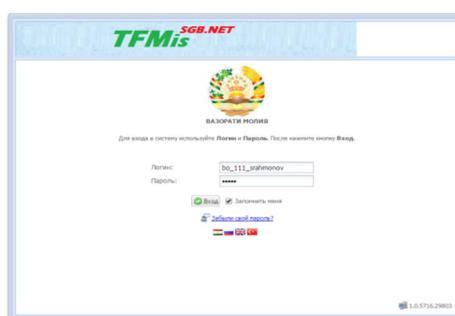 TFMis SGB.NET
ВАЗОРАТИ МОЛИЯ
Для входа в систему используйте Логин и Пароль. После нажмите кнопку Вход.
Логин: bo_111_srahmonov
Пароль: •••••
Вход Запомнить меня
Забыли свой пароль?
1.0.5716.29803